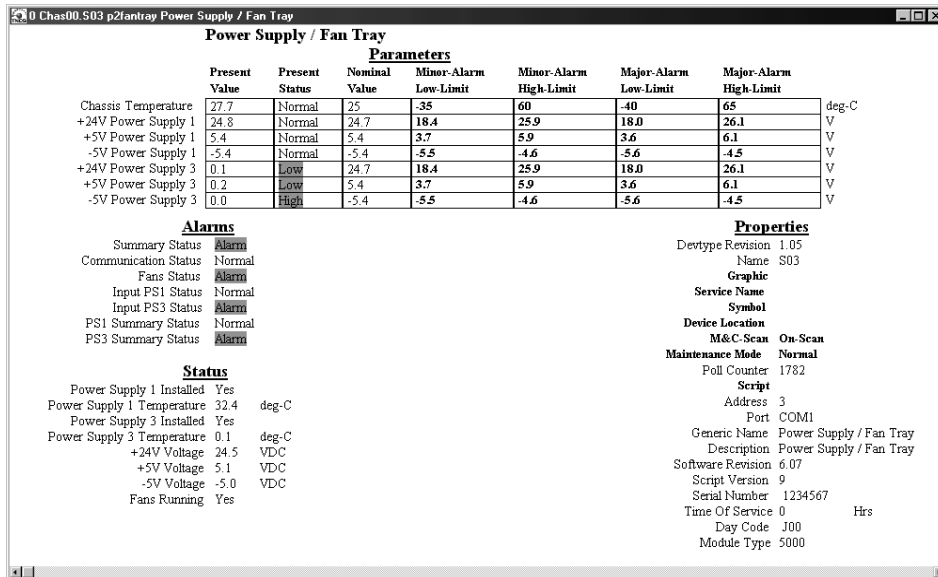 0 Chas00.S03 p2fantray Power Supply / Fan Tray
Power Supply / Fan Tray
Parameters
Present Present Nominal Minor-Alarm Minor-Alarm Major-Alarm Major-Alarm
Value Status Value Low-Limit High-Limit Low-Limit High-Limit
Chassis Temperature 27.7 Normal 25 -35 60 -40 65 deg-C
+24V Power Supply 1 24.8 Normal 24.7 18.4 25.9 18.0 26.1 V
+5V Power Supply 1 5.4 Normal 5.4 3.7 5.9 3.6 6.1 V
-5V Power Supply 1 -5.4 Normal -5.4 -5.5 -4.6 -5.6 -4.5 V
+24V Power Supply 3 0.1 Low 24.7 18.4 25.9 18.0 26.1 V
+5V Power Supply 3 0.2 Low 5.4 3.7 5.9 3.6 6.1 V
-5V Power Supply 3 0.0 High -5.4 -5.5 -4.6 -5.6 -4.5 V
Alarms
Summary Status Alarm
Communication Status Normal
Fans Status Alarm
Input PS1 Status Normal
Input PS3 Status Alarm
PS1 Summary Status Normal
PS3 Summary Status Alarm
Status
Power Supply 1 Installed Yes
Power Supply 1 Temperature 32.4 deg-C
Power Supply 3 Installed Yes
Power Supply 3 Temperature 0.1 deg-C
+24V Voltage 24.5 VDC
+5V Voltage 5.1 VDC
-5V Voltage -5.0 VDC
Fans Running Yes
Properties
Devtype Revision 1.05
Name S03
Graphic
Service Name
Symbol
Device Location
M&C-Scan On-Scan
Maintenance Mode Normal
Poll Counter 1782
Script
Address 3
Port COM1
Generic Name Power Supply / Fan Tray
Description Power Supply / Fan Tray
Software Revision 6.07
Script Version 9
Serial Number 1234567
Time Of Service 0 Hrs
Day Code J00
Module Type 5000